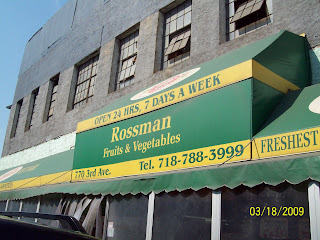 OPEN 24 HRS, 7 DAYS A WEEK
Rossman
Fruits & Vegetables
770 3rd Ave.
Tel. 718-788-3999
FRESHEST
03/18/2009